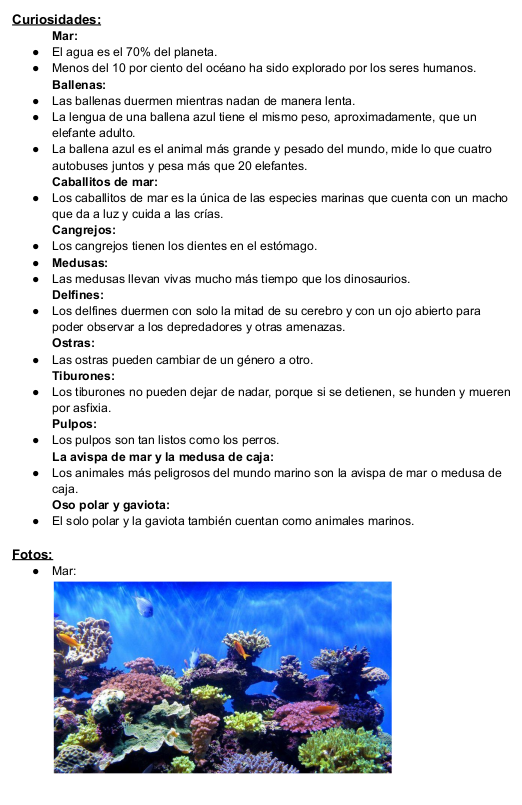 Curiosidades:
Mar:
● El agua es el 70% del planeta.
● Menos del 10 por ciento del océano ha sido explorado por los seres humanos.
Ballenas:
● Las ballenas duermen mientras nadan de manera lenta.
● La lengua de una ballena azul tiene el mismo peso, aproximadamente, que un
elefante adulto.
● La ballena azul es el animal más grande y pesado del mundo, mide lo que cuatro
autobuses juntos y pesa más que 20 elefantes.
Caballitos de mar:
● Los caballitos de mar es la única de las especies marinas que cuenta con un macho
que da a luz y cuida a las crías.
Cangrejos:
● Los cangrejos tienen los dientes en el estómago.
● Medusas:
● Las medusas llevan vivas mucho más tiempo que los dinosaurios.
Delfines:
● Los delfines duermen con solo la mitad de su cerebro y con un ojo abierto para
poder observar a los depredadores y otras amenazas.
Ostras:
● Las ostras pueden cambiar de un género a otro.
Tiburones:
● Los tiburones no pueden dejar de nadar, porque si se detienen, se hunden y mueren
por asfixia.
Pulpos:
● Los pulpos son tan listos como los perros.
La avispa de mar y la medusa de caja:
● Los animales más peligrosos del mundo marino son la avispa de mar o medusa de
caja.
Oso polar y gaviota:
● El solo polar y la gaviota también cuentan como animales marinos.
Fotos:
● Mar: